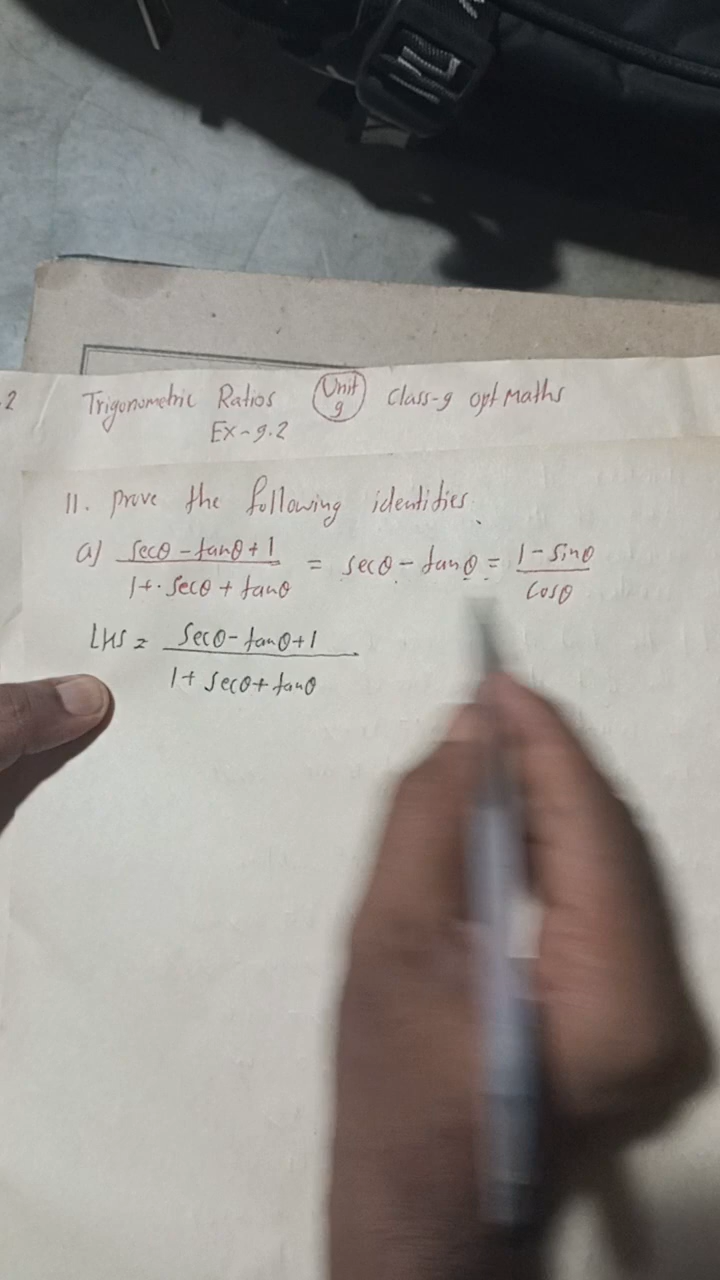 .2
Trigonometric Ratios Unit 9 Class-9 opt Maths
Ex-9.2
11. prove the following identities.
a) secθ - tanθ + 1 / 1 + secθ + tanθ = secθ - tanθ = 1 - sinθ / cosθ
LHS = secθ - tanθ + 1 / 1 + secθ + tanθ